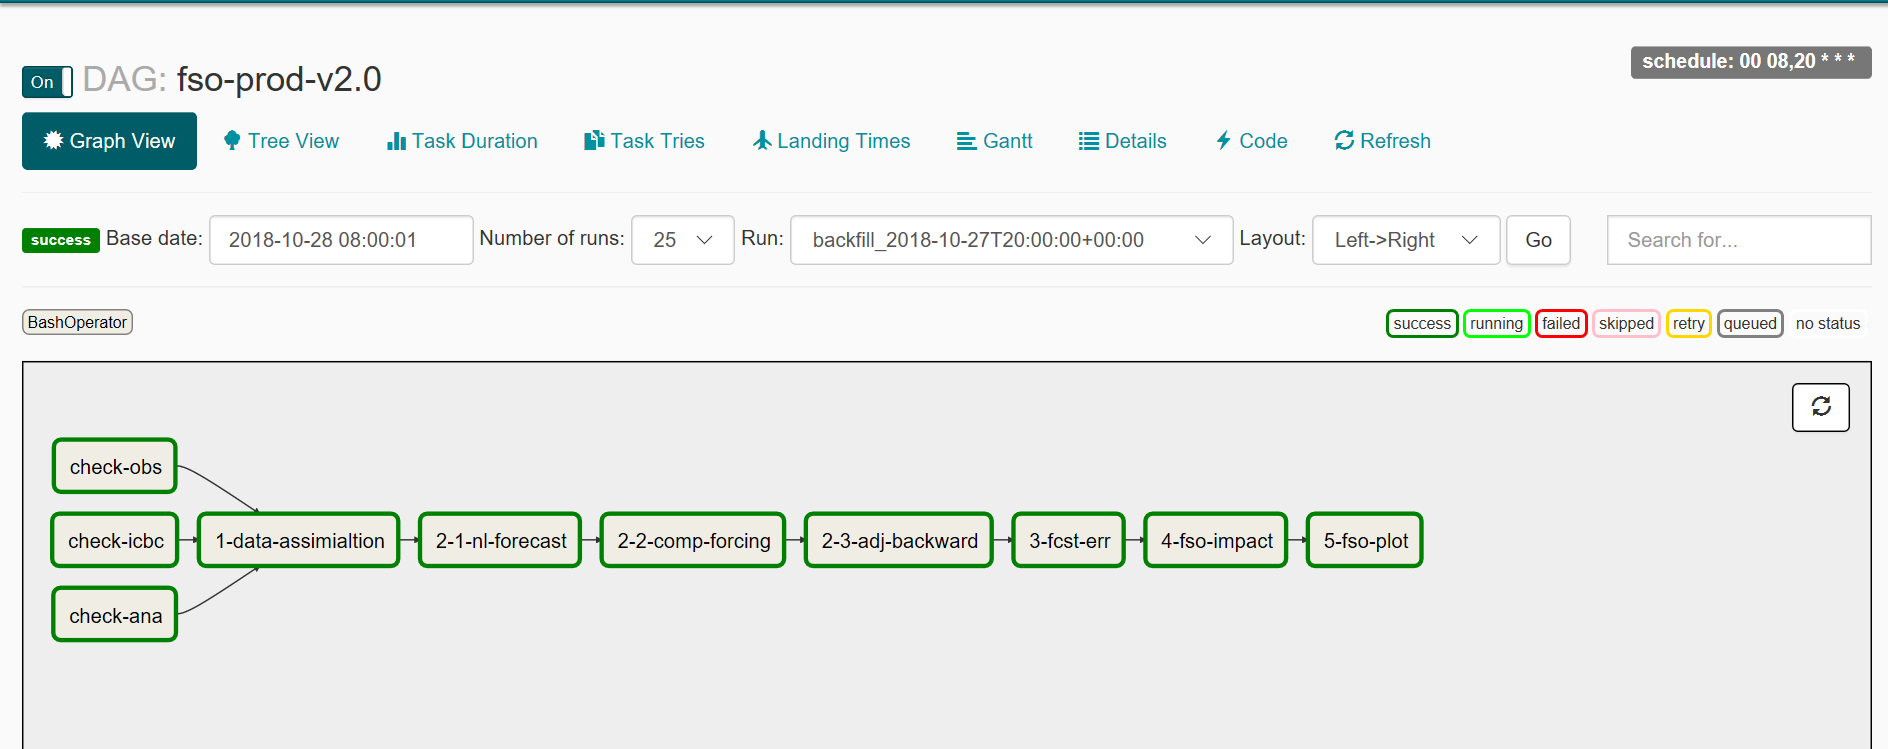 schedule: 00 08,20 * * *
On DAG: fso-prod-v2.0
Graph View Tree View Task Duration Task Tries Landing Times Gantt Details Code Refresh
success Base date: 2018-10-28 08:00:01 Number of runs: 25 Run: backfill_2018-10-27T20:00:00+00:00 Layout: Left->Right Go Search for...
BashOperator success running failed skipped retry queued no status
check-obs
check-icbc 1-data-assimialtion 2-1-nl-forecast 2-2-comp-forcing 2-3-adj-backward 3-fcst-err 4-fso-impact 5-fso-plot
check-ana